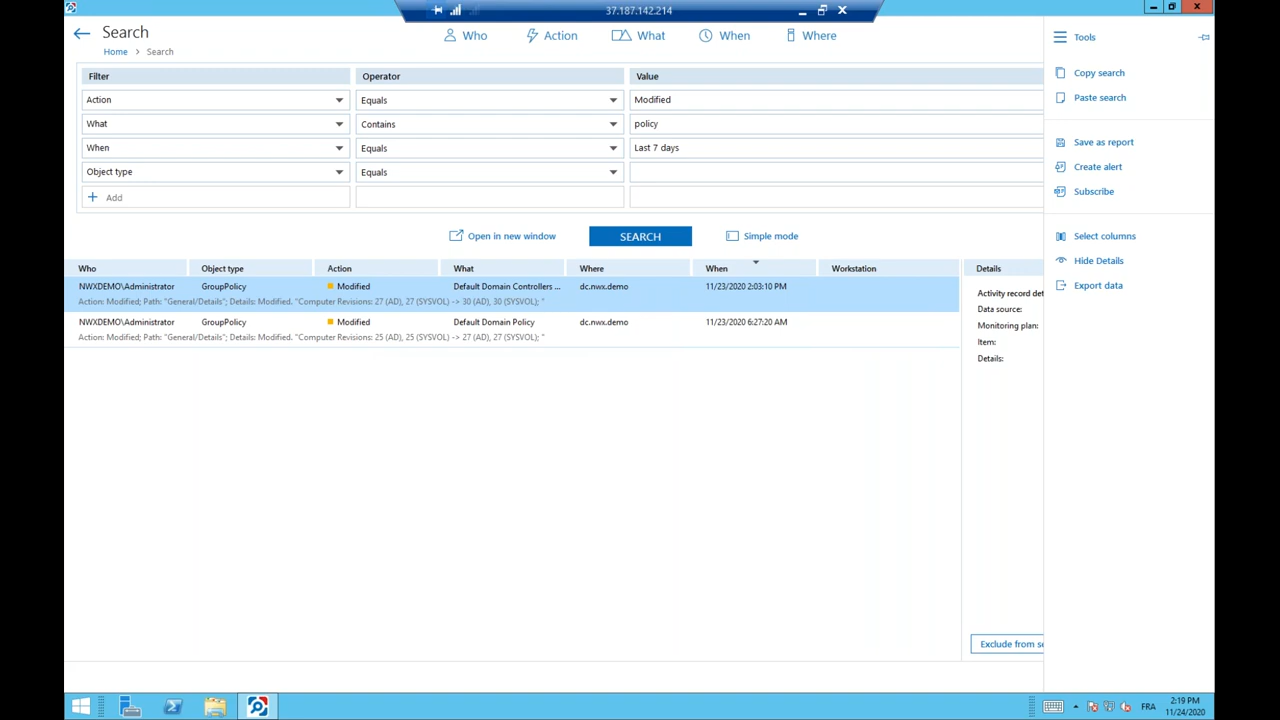 37.187.142.214
Search
Home > Search
Who
Action
What
When
Where
Filter Operator Value
Action Equals Modified
What Contains policy
When Equals Last 7 days
Object type Equals
+ Add
Open in new window
SEARCH
Simple mode
Who Object type Action What Where When Workstation
NWXDEMO\Administrator GroupPolicy Modified Default Domain Controllers ... dc.nwx.demo 11/23/2020 2:03:10 PM
Action: Modified; Path: "General/Details"; Details: Modified. "Computer Revisions: 27 (AD), 27 (SYSVOL) -> 30 (AD), 30 (SYSVOL); "
NWXDEMO\Administrator GroupPolicy Modified Default Domain Policy dc.nwx.demo 11/23/2020 6:27:20 AM
Action: Modified; Path: "General/Details"; Details: Modified. "Computer Revisions: 25 (AD), 25 (SYSVOL) -> 27 (AD), 27 (SYSVOL); "
Details
Activity record det
Data source:
Monitoring plan:
Item:
Details:
Exclude from se
Tools
Copy search
Paste search
Save as report
Create alert
Subscribe
Select columns
Hide Details
Export data
FRA
2:19 PM
11/24/2020